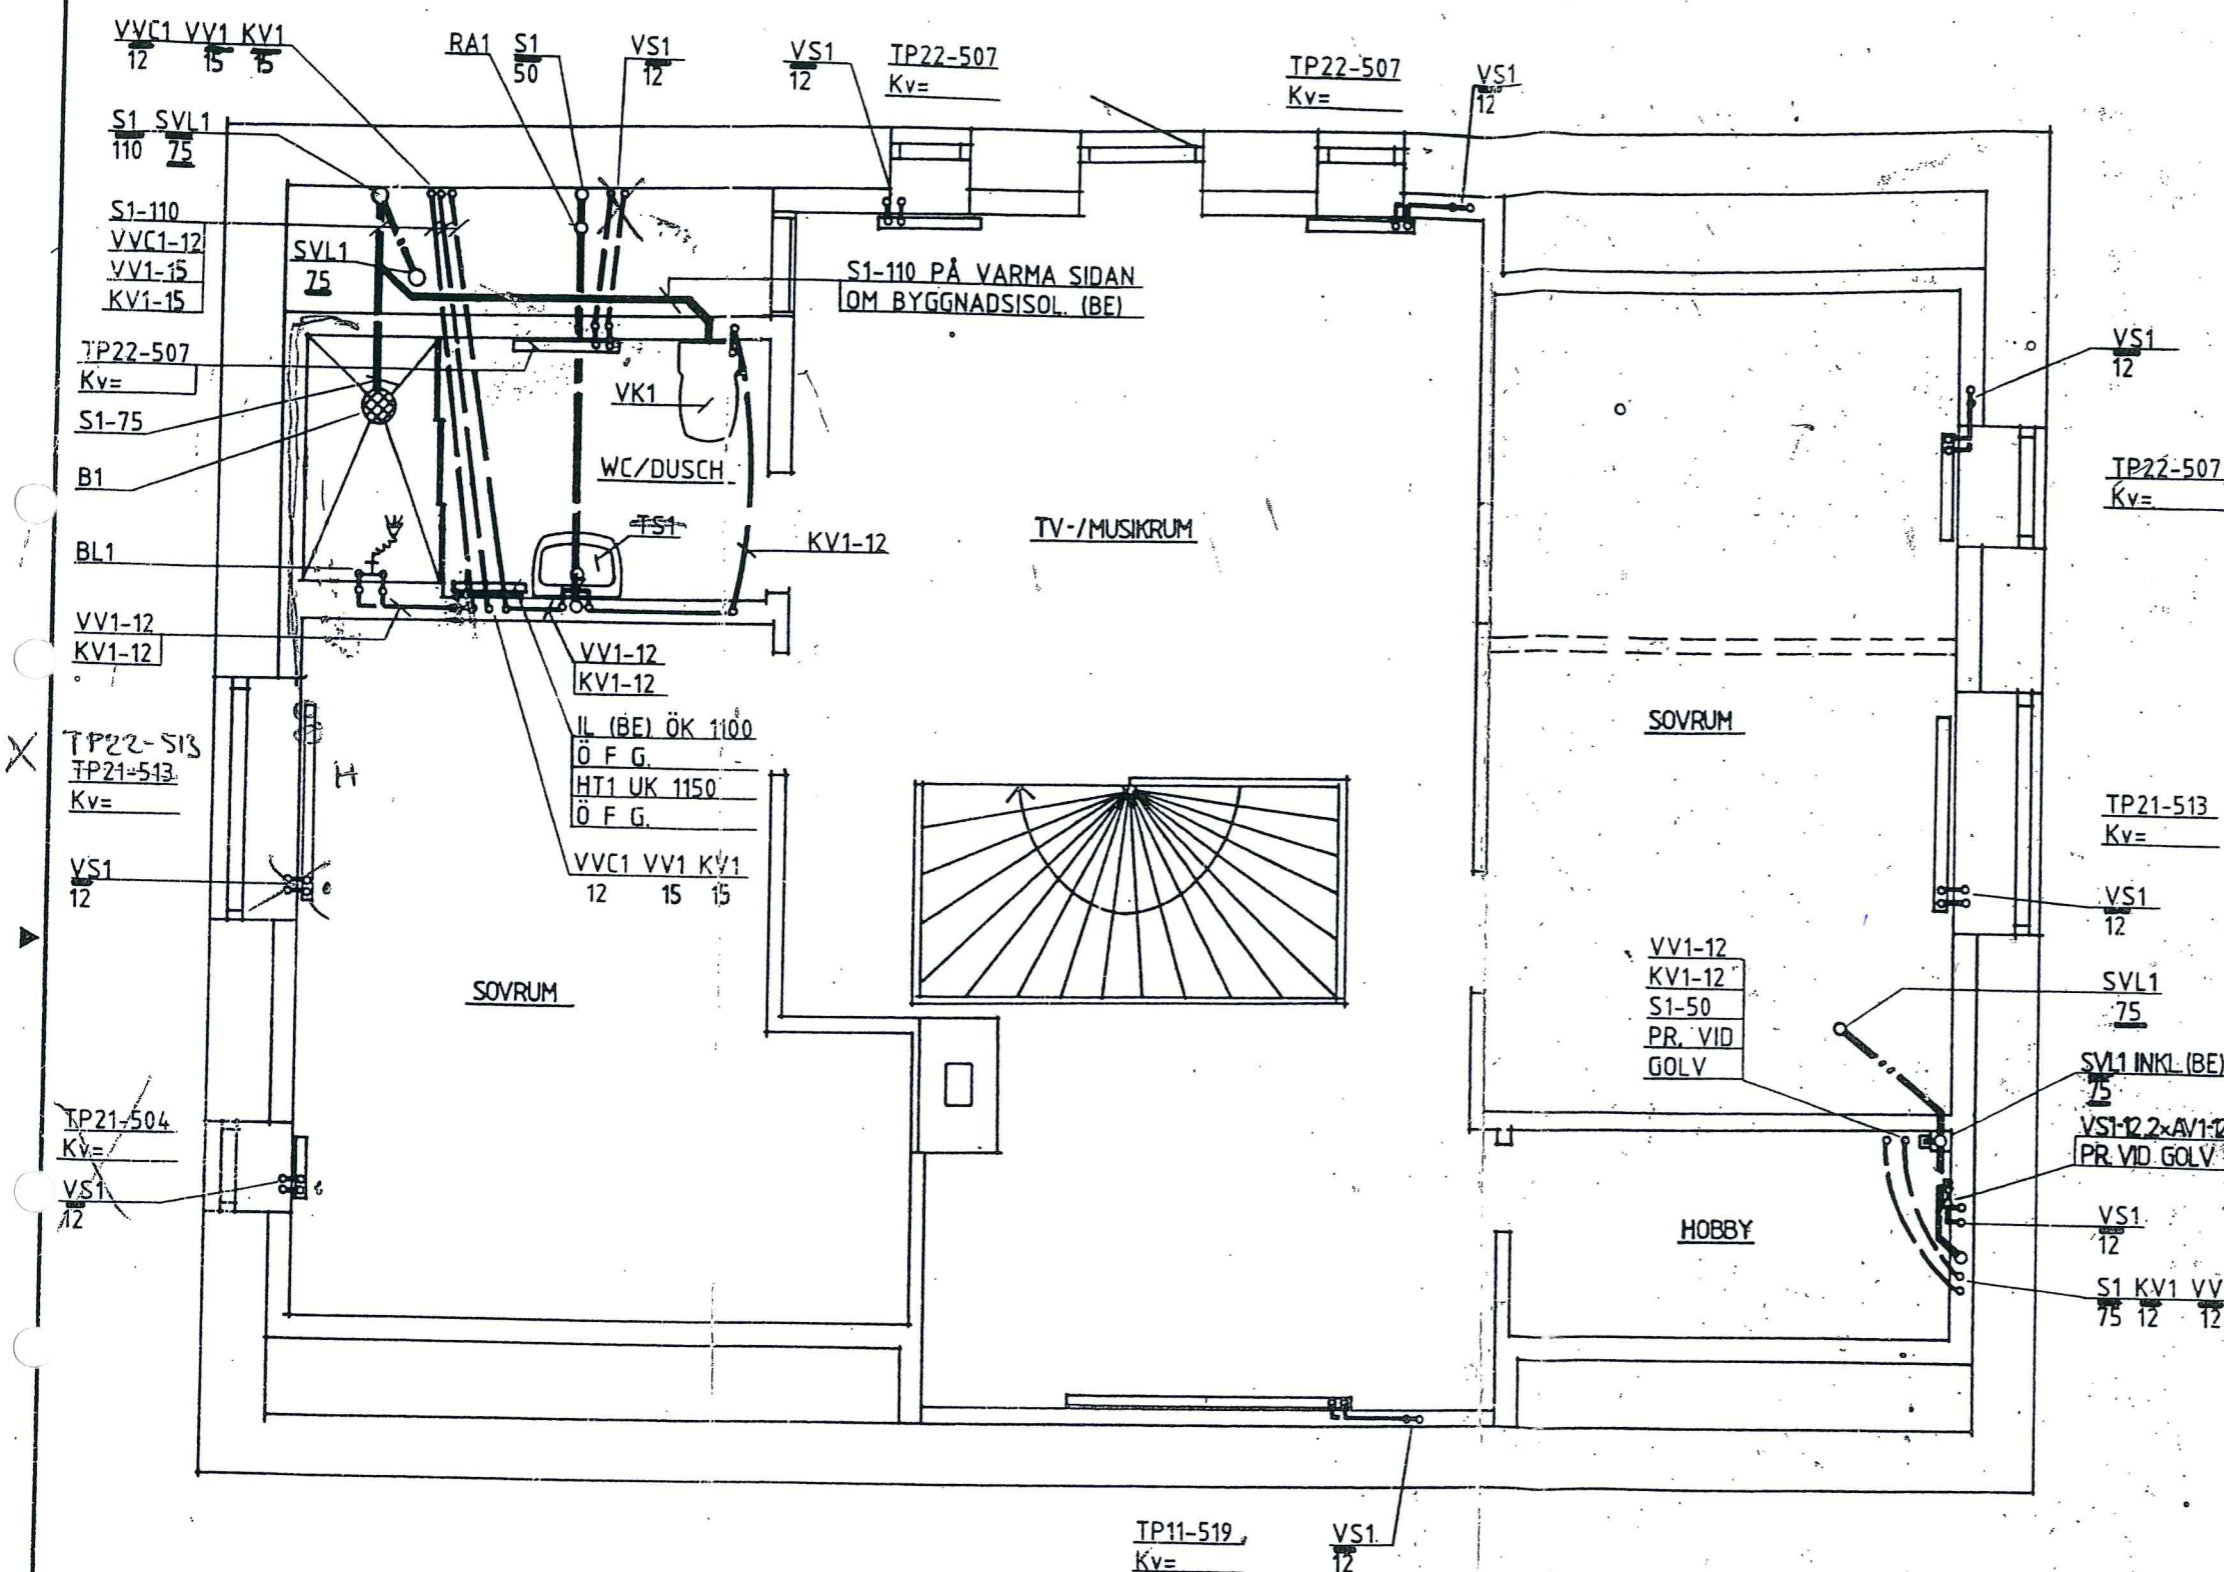 VVC1 VV1 KV1
12 15 15
RA1
S1
50
VS1
12
VS1
12
TP22-507
Kv=
TP22-507
Kv=
VS1
12
S1 SVL1
110 75
S1-110
VVC1-12
VV1-15
KV1-15
SVL1
75
S1-110 PÅ VARMA SIDAN
OM BYGGNADSISOL. (BE)
TP22-507
Kv=
VS1
12
S1-75
VK1
B1
WC/DUSCH
TP22-507
Kv=
TS1
TV-/MUSIKRUM
KV1-12
BL1
VV1-12
KV1-12
VV1-12
KV1-12
IL (BE) ÖK 1100
Ö F G.
HT1 UK 1150
Ö F G.
VVC1 VV1 KV1
12 15 15
X
TP22-513
TP21-513
Kv=
H
SOVRUM
TP21-513
Kv=
VS1
12
e
VS1
12
SOVRUM
VV1-12
KV1-12
S1-50
PR. VID
GOLV
SVL1
75
SVL1 INKL.(BE)
75
TP21-504
Kv=
VS1
12
e
VS1-12,2xAV1-12
PR. VID GOLV
HOBBY
VS1
12
S1 KV1 VV
75 12 12
TP11-519
Kv=
VS1
12